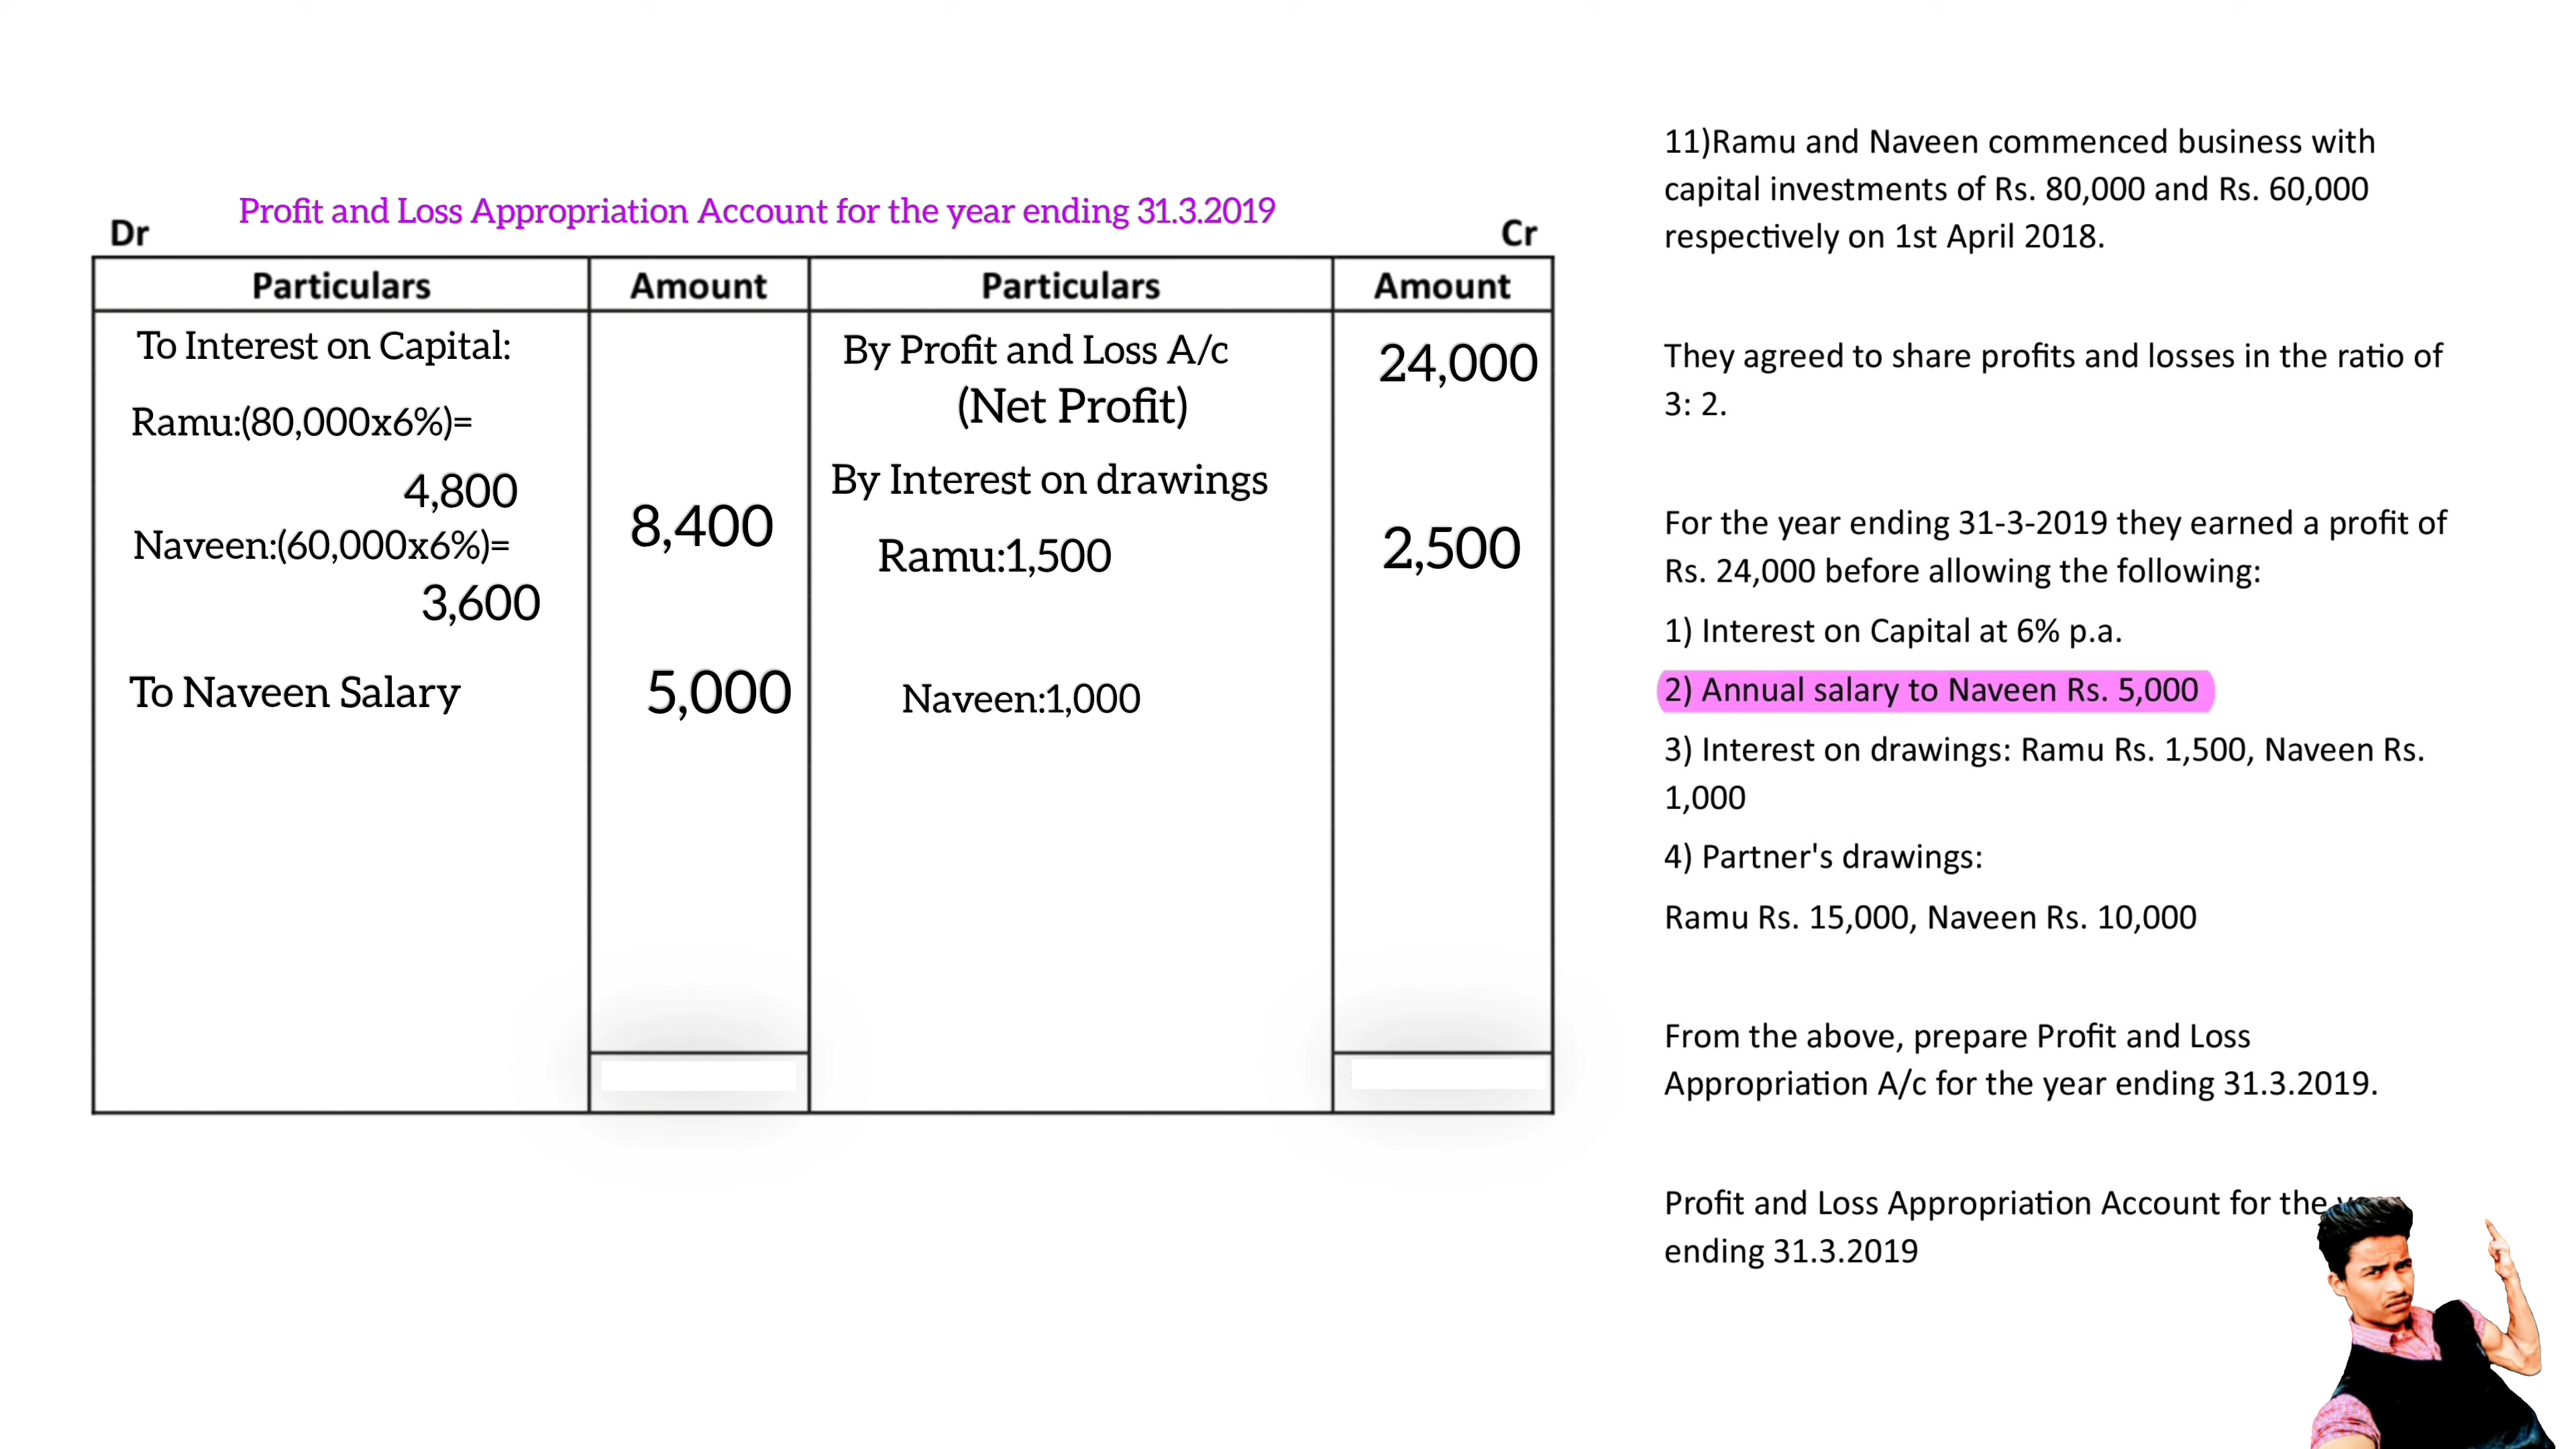 Profit and Loss Appropriation Account for the year ending 31.3.2019
Dr
Cr
Particulars
Amount
Particulars
Amount
To Interest on Capital:
Ramu:(80,000x6%)=
4,800
Naveen:(60,000x6%)=
3,600
8,400
To Naveen Salary
5,000
By Profit and Loss A/c
(Net Profit)
24,000
By Interest on drawings
Ramu:1,500
2,500
Naveen:1,000
11)Ramu and Naveen commenced business with
capital investments of Rs. 80,000 and Rs. 60,000
respectively on 1st April 2018.
They agreed to share profits and losses in the ratio of
3: 2.
For the year ending 31-3-2019 they earned a profit of
Rs. 24,000 before allowing the following:
1) Interest on Capital at 6% p.a.
2) Annual salary to Naveen Rs. 5,000
3) Interest on drawings: Ramu Rs. 1,500, Naveen Rs.
1,000
4) Partner's drawings:
Ramu Rs. 15,000, Naveen Rs. 10,000
From the above, prepare Profit and Loss
Appropriation A/c for the year ending 31.3.2019.
Profit and Loss Appropriation Account for the
ending 31.3.2019